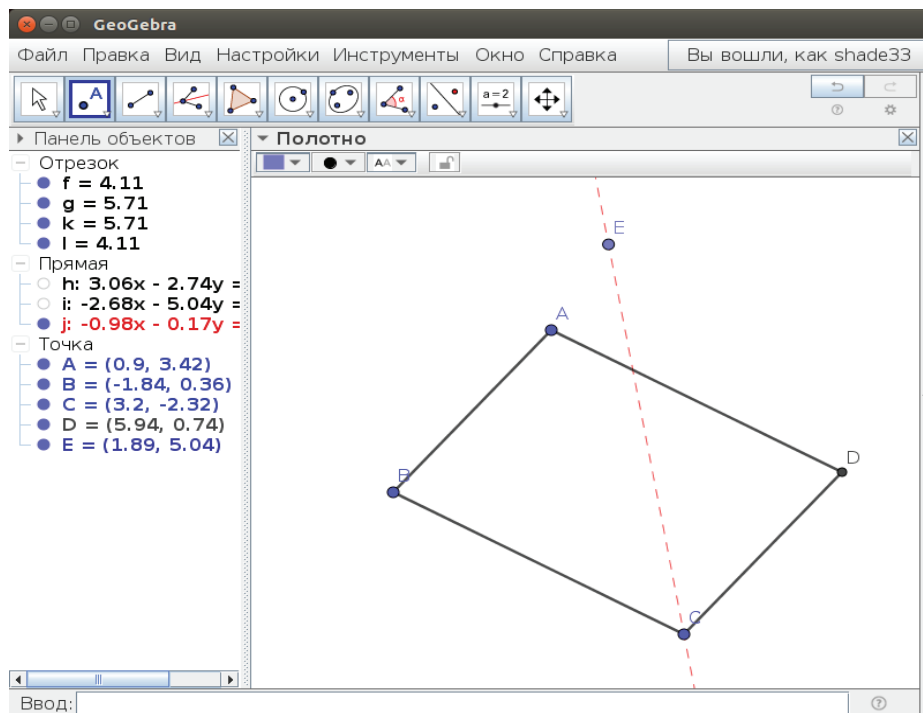 GeoGebra
Файл Правка Вид Настройки Инструменты Окно Справка Вы вошли, как shade33
A α a=2
Панель объектов
Отрезок
f = 4.11
g = 5.71
k = 5.71
l = 4.11
Прямая
h: 3.06x - 2.74y =
i: -2.68x - 5.04y =
j: -0.98x - 0.17y =
Точка
A = (0.9, 3.42)
B = (-1.84, 0.36)
C = (3.2, -2.32)
D = (5.94, 0.74)
E = (1.89, 5.04)
Полотно
AA
E
A
D
B
C
Ввод: